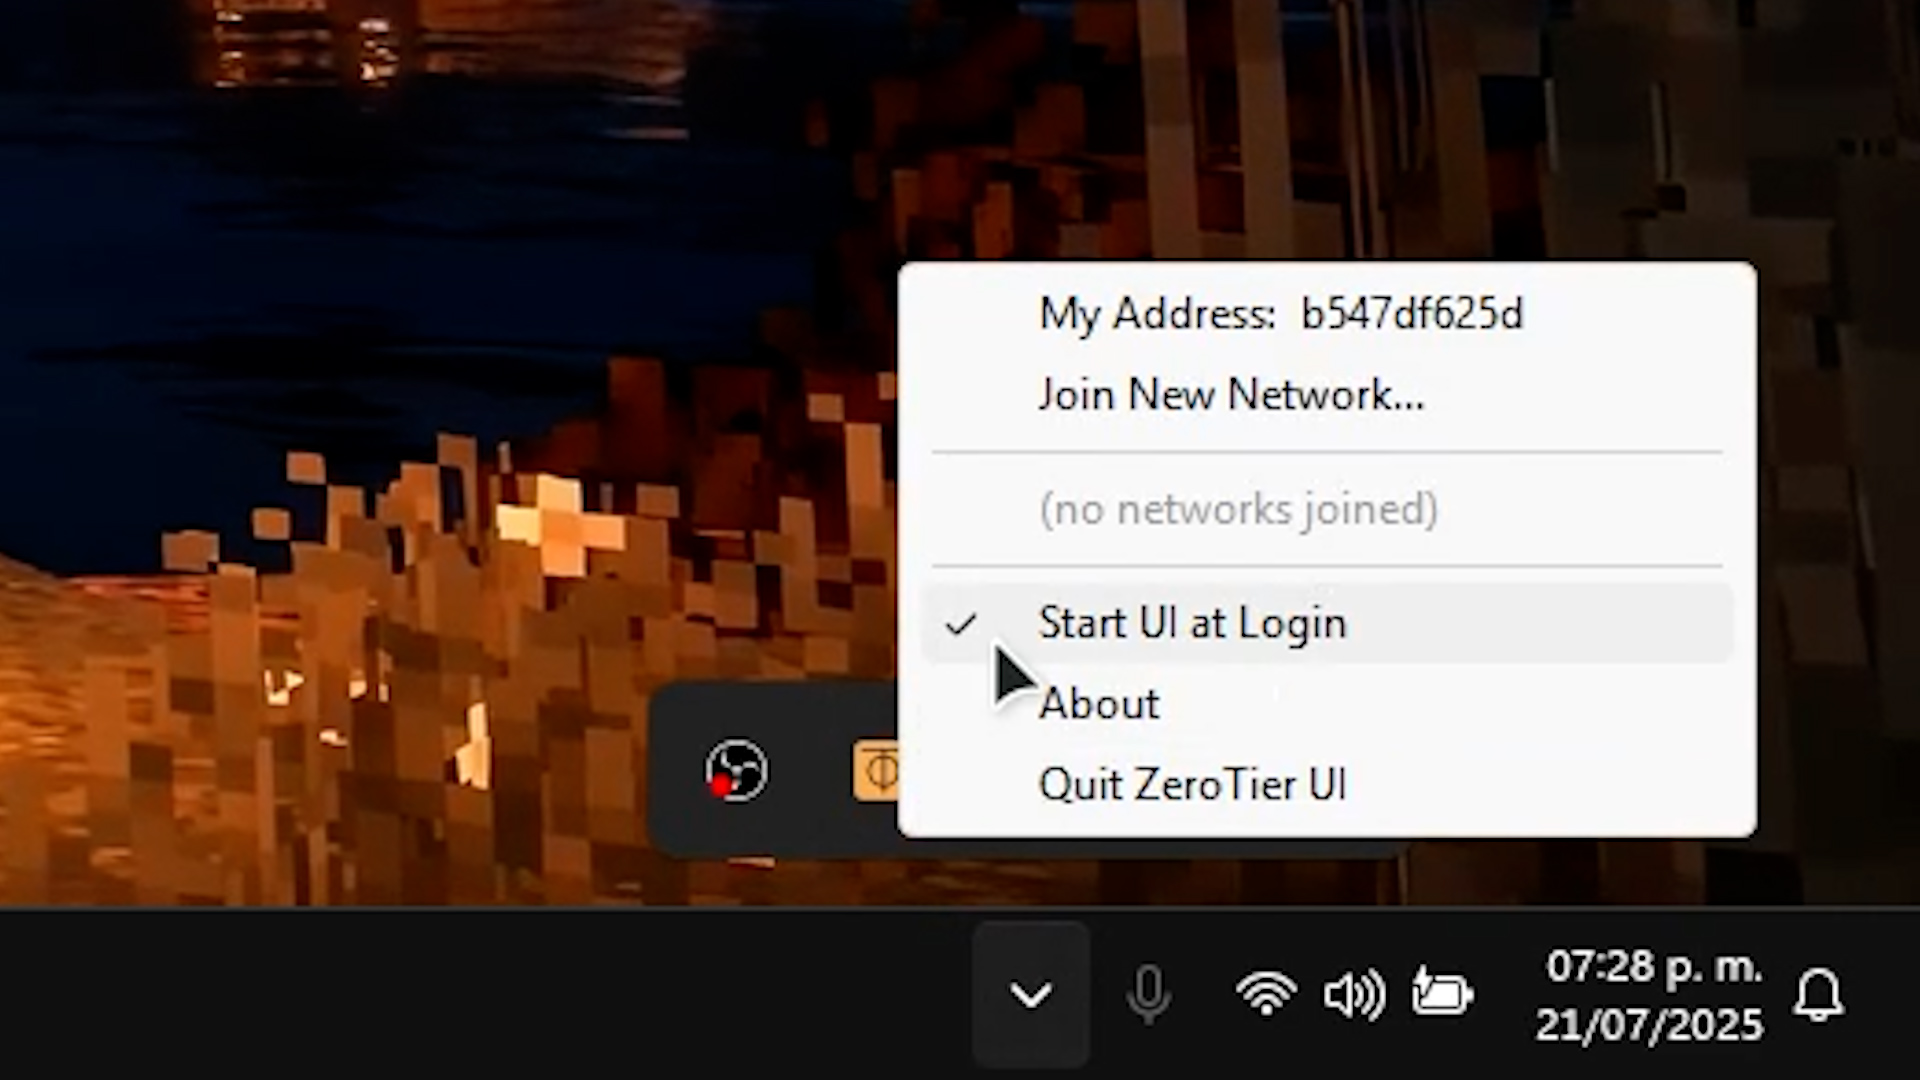 My Address: b547df625d
Join New Network...
(no networks joined)
Start UI at Login
About
Quit ZeroTier UI
07:28 p. m.
21/07/2025